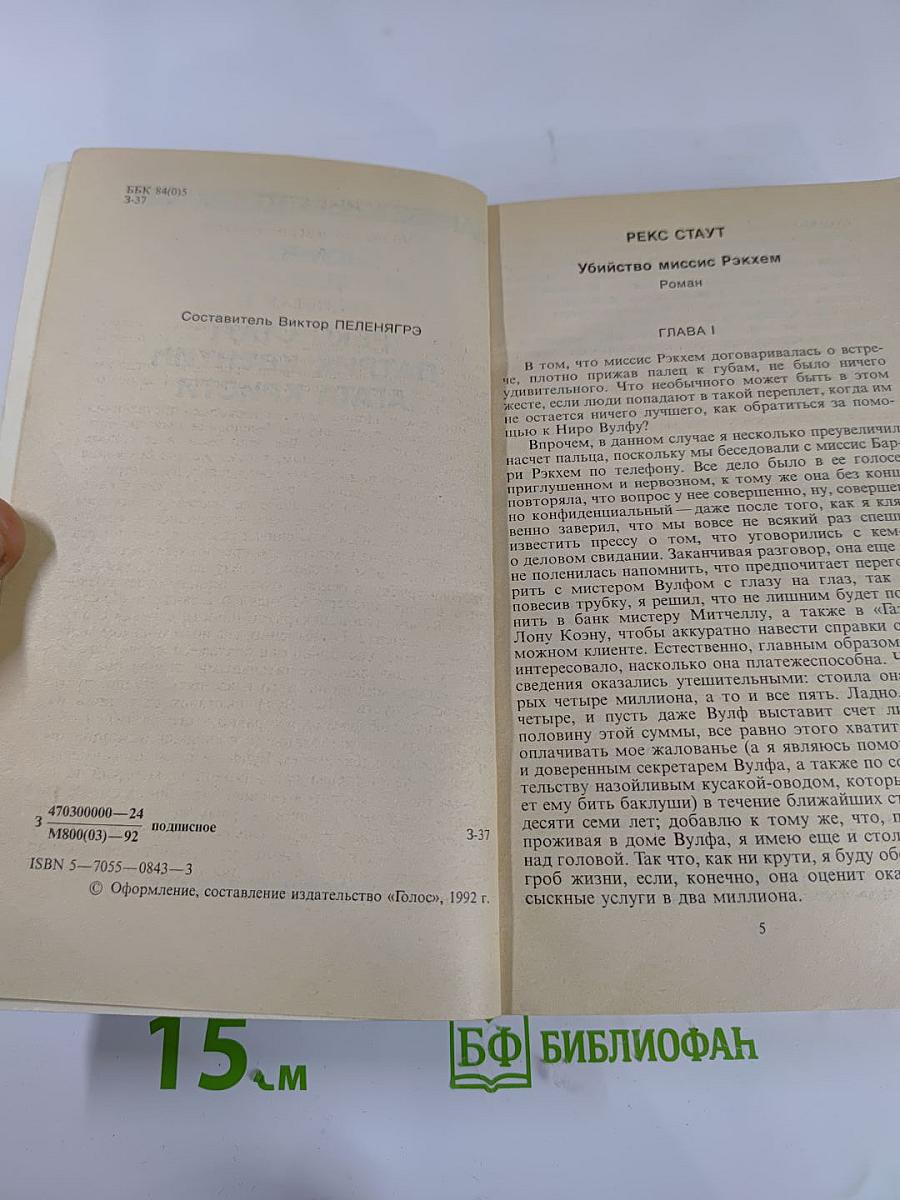 ББК 84(0)5
З-37
Составитель Виктор ПЕЛЕНЯГРЭ
З 470300000—24
М800(03)—92 подписное
З-37
ISBN 5—7055—0843—3
© Оформление, составление издательство «Голос», 1992 г.
РЕКС СТАУТ
Убийство миссис Рэкхем
Роман
ГЛАВА I
В том, что миссис Рэкхем договаривалась о встре-
че, плотно прижав палец к губам, не было ничего
удивительного. Что необычного может быть в этом
жесте, если люди попадают в такой переплет, когда им
не остается ничего лучшего, как обратиться за помо-
щью к Ниро Вулфу?
Впрочем, в данном случае я несколько преувеличил
насчет пальца, поскольку мы беседовали с миссис Бар-
ри Рэкхем по телефону. Все дело было в ее голосе
приглушенном и нервозном, к тому же она без конц
повторяла, что вопрос у нее совершенно, ну, совершен
но конфиденциальный — даже после того, как я кля
венно заверил, что мы вовсе не всякий раз спеши
известить прессу о том, что уговорились с кем-
о деловом свидании. Заканчивая разговор, она еще
не поленилась напомнить, что предпочитает перего
рить с мистером Вулфом с глазу на глаз, так
повесив трубку, я решил, что не лишним будет по
нить в банк мистеру Митчеллу, а также в «Газ
Лону Коэну, чтобы аккуратно навести справки о
можном клиенте. Естественно, главным образом
интересовало, насколько она платежеспособна. Ч
сведения оказались утешительными: стоила она
рых четыре миллиона, а то и все пять. Ладно,
четыре, и пусть даже Вулф выставит счет ли
половину этой суммы, все равно этого хватит
оплачивать мое жалованье (а я являюсь помо
и доверенным секретарем Вулфа, а также по со
тельству назойливым кусакой-оводом, которы
ет ему бить баклуши) в течение ближайших ст
десяти семи лет; добавлю к тому же, что, п
проживая в доме Вулфа, я имею еще и стол
над головой. Так что, как ни крути, я буду обе
гроб жизни, если, конечно, она оценит ока
сыскные услуги в два миллиона.
5
15 см
БФ БИБЛИОФАН